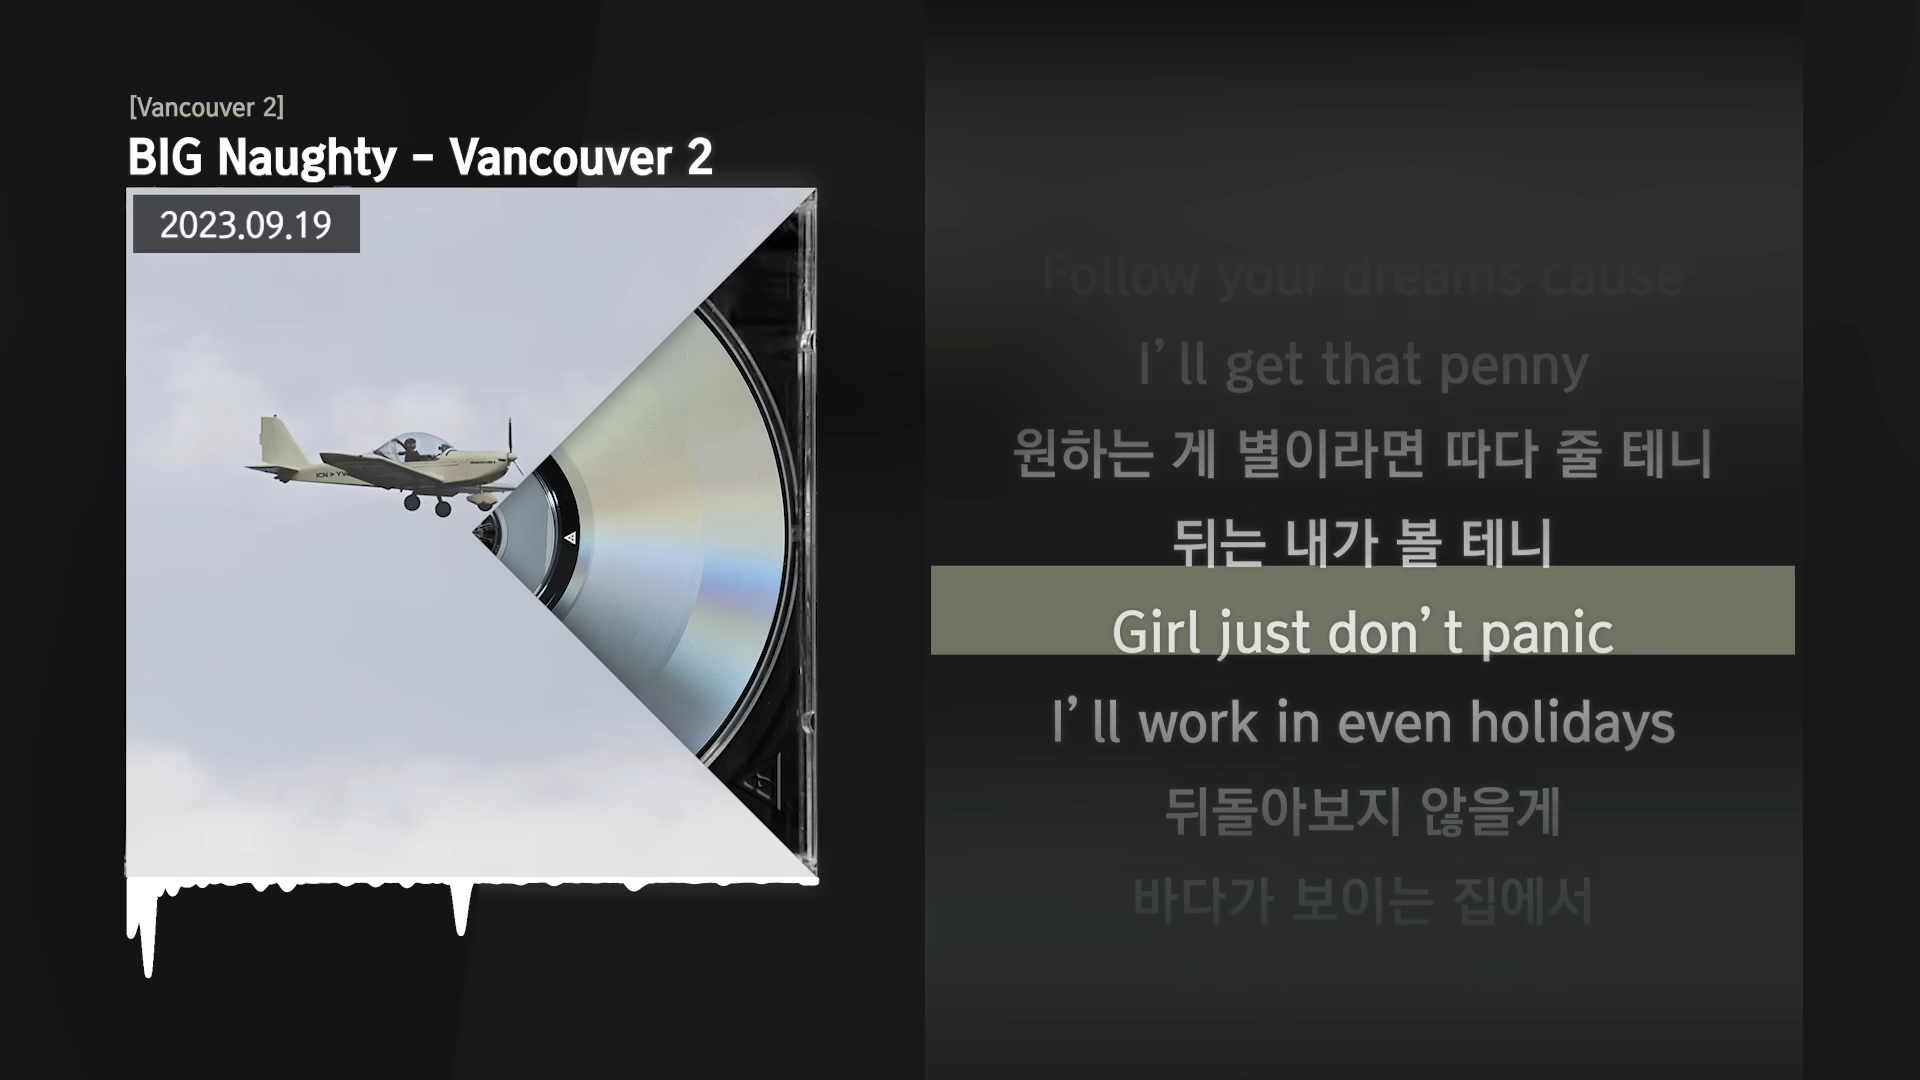 [Vancouver 2]
BIG Naughty - Vancouver 2
2023.09.19
VANCOUVER 2
Follow your dreams cause
I'll get that penny
원하는 게 별이라면 따다 줄 테니
뒤는 내가 볼 테니
Girl just don't panic
I'll work in even holidays
뒤돌아보지 않을게
바다가 보이는 집에서